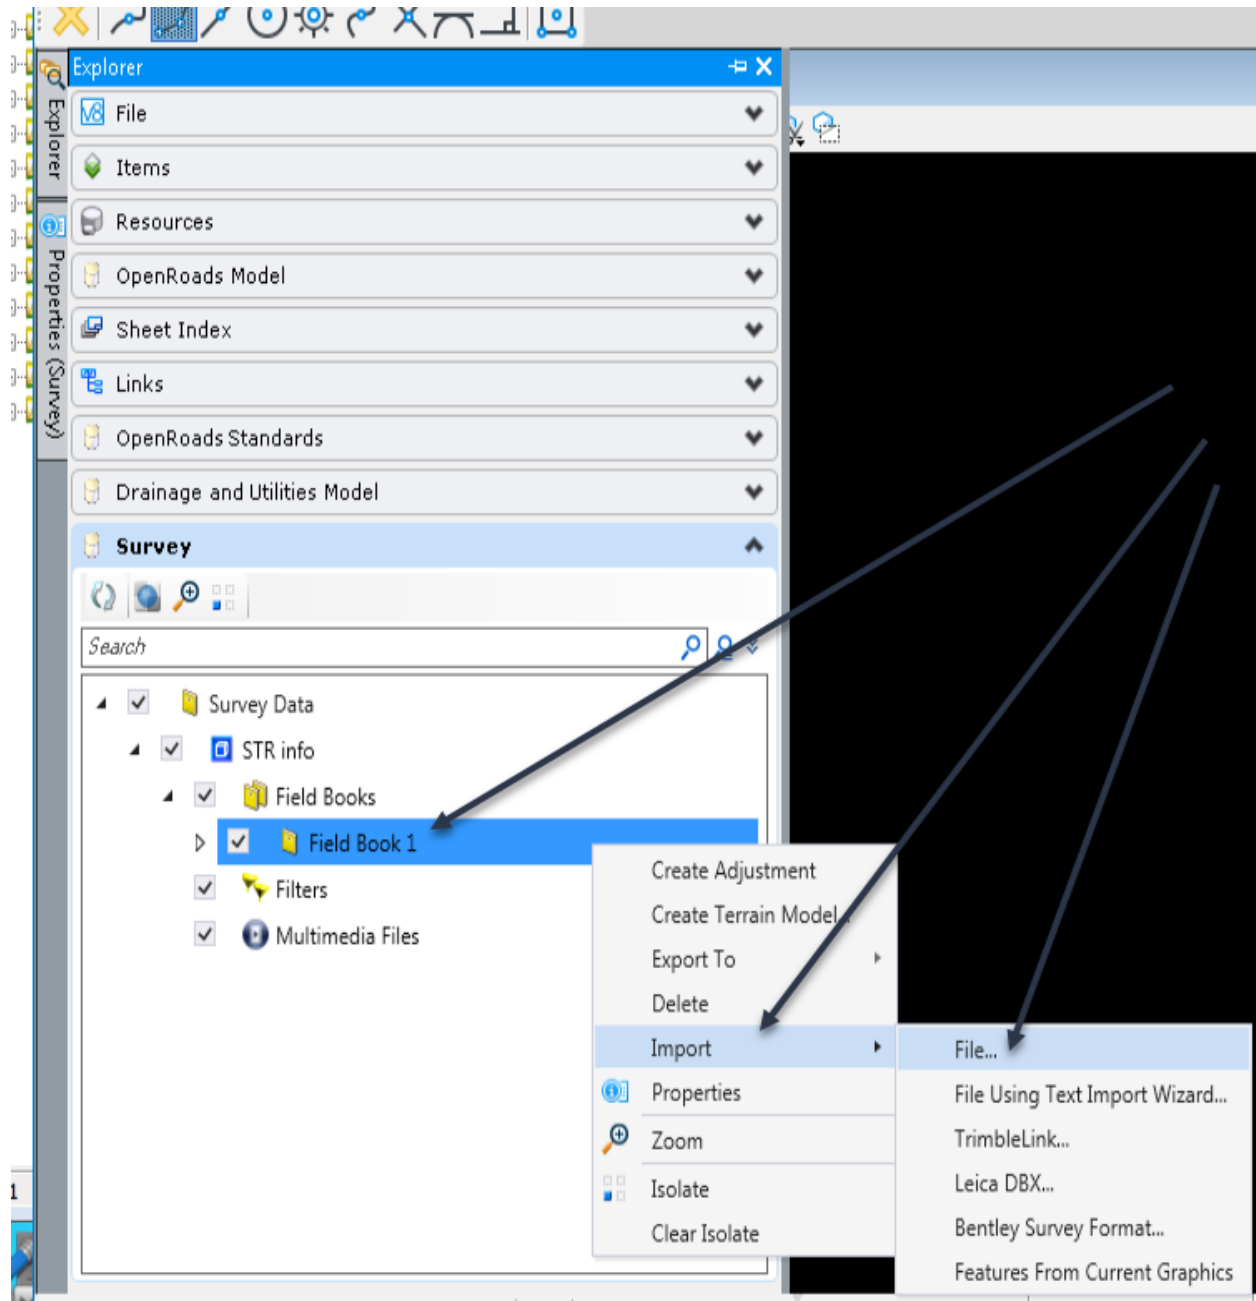 Explorer
Explorer
V8 File
Items
Resources
Properties (Survey)
OpenRoads Model
Sheet Index
Links
OpenRoads Standards
Drainage and Utilities Model
Survey
Search
Survey Data
STR info
Field Books
Field Book 1
Filters
Multimedia Files
Create Adjustment
Create Terrain Model..
Export To
Delete
Import
Properties
Zoom
Isolate
Clear Isolate
File...
File Using Text Import Wizard...
TrimbleLink...
Leica DBX...
Bentley Survey Format...
Features From Current Graphics
1